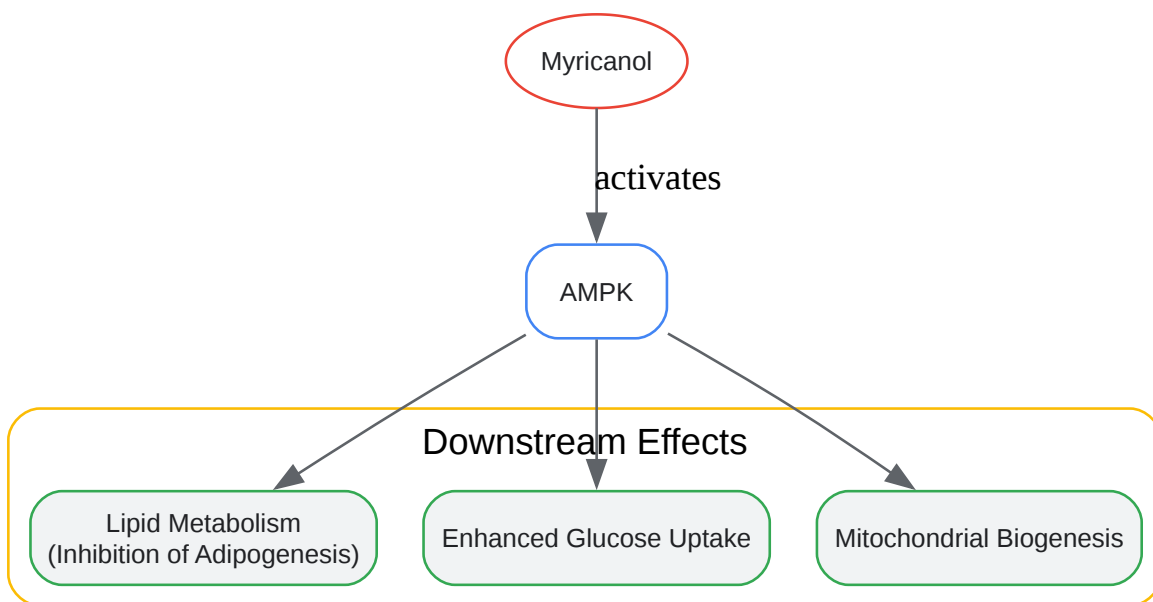 Myricanol
activates
AMPK
Downstream Effects
Lipid Metabolism
(Inhibition of Adipogenesis)
Enhanced Glucose Uptake
Mitochondrial Biogenesis